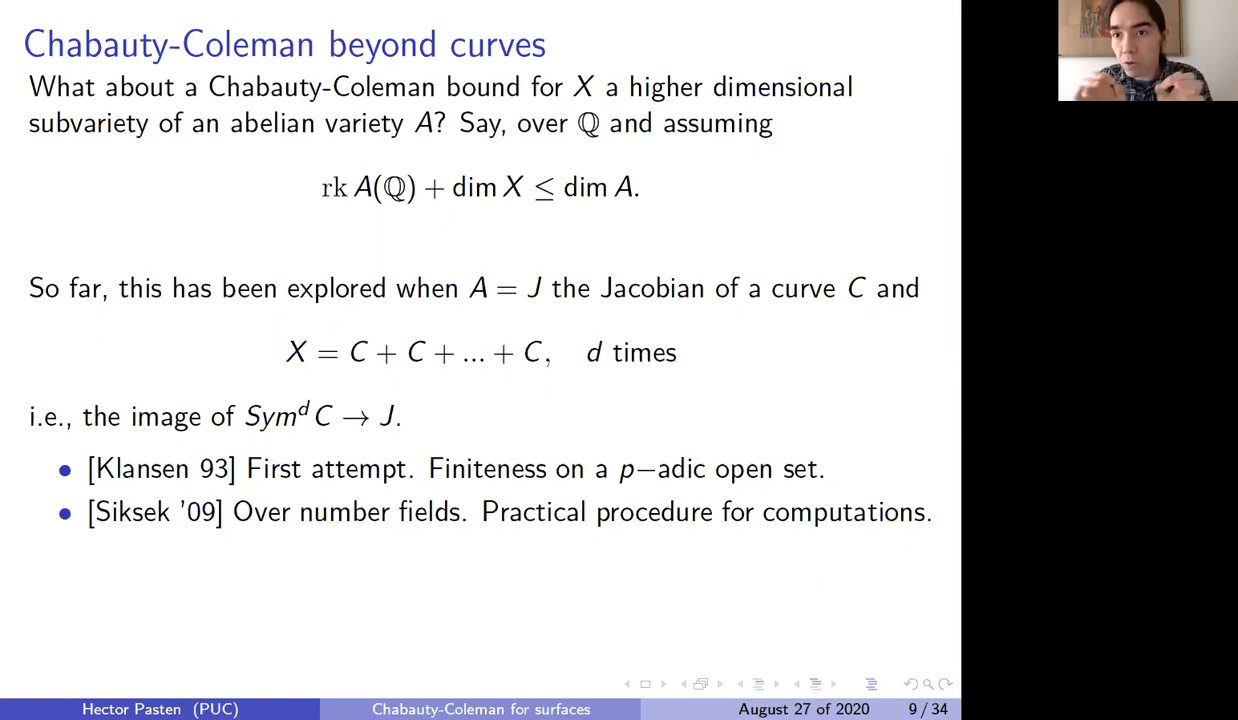 Chabauty-Coleman beyond curves
What about a Chabauty-Coleman bound for X a higher dimensional
subvariety of an abelian variety A? Say, over ℚ and assuming
rk A(ℚ) + dim X ≤ dim A.
So far, this has been explored when A = J the Jacobian of a curve C and
X = C + C + ... + C, d times
i.e., the image of Sym^d C → J.
• [Klansen 93] First attempt. Finiteness on a p−adic open set.
• [Siksek '09] Over number fields. Practical procedure for computations.
Hector Pasten (PUC) Chabauty-Coleman for surfaces August 27 of 2020 9 / 34